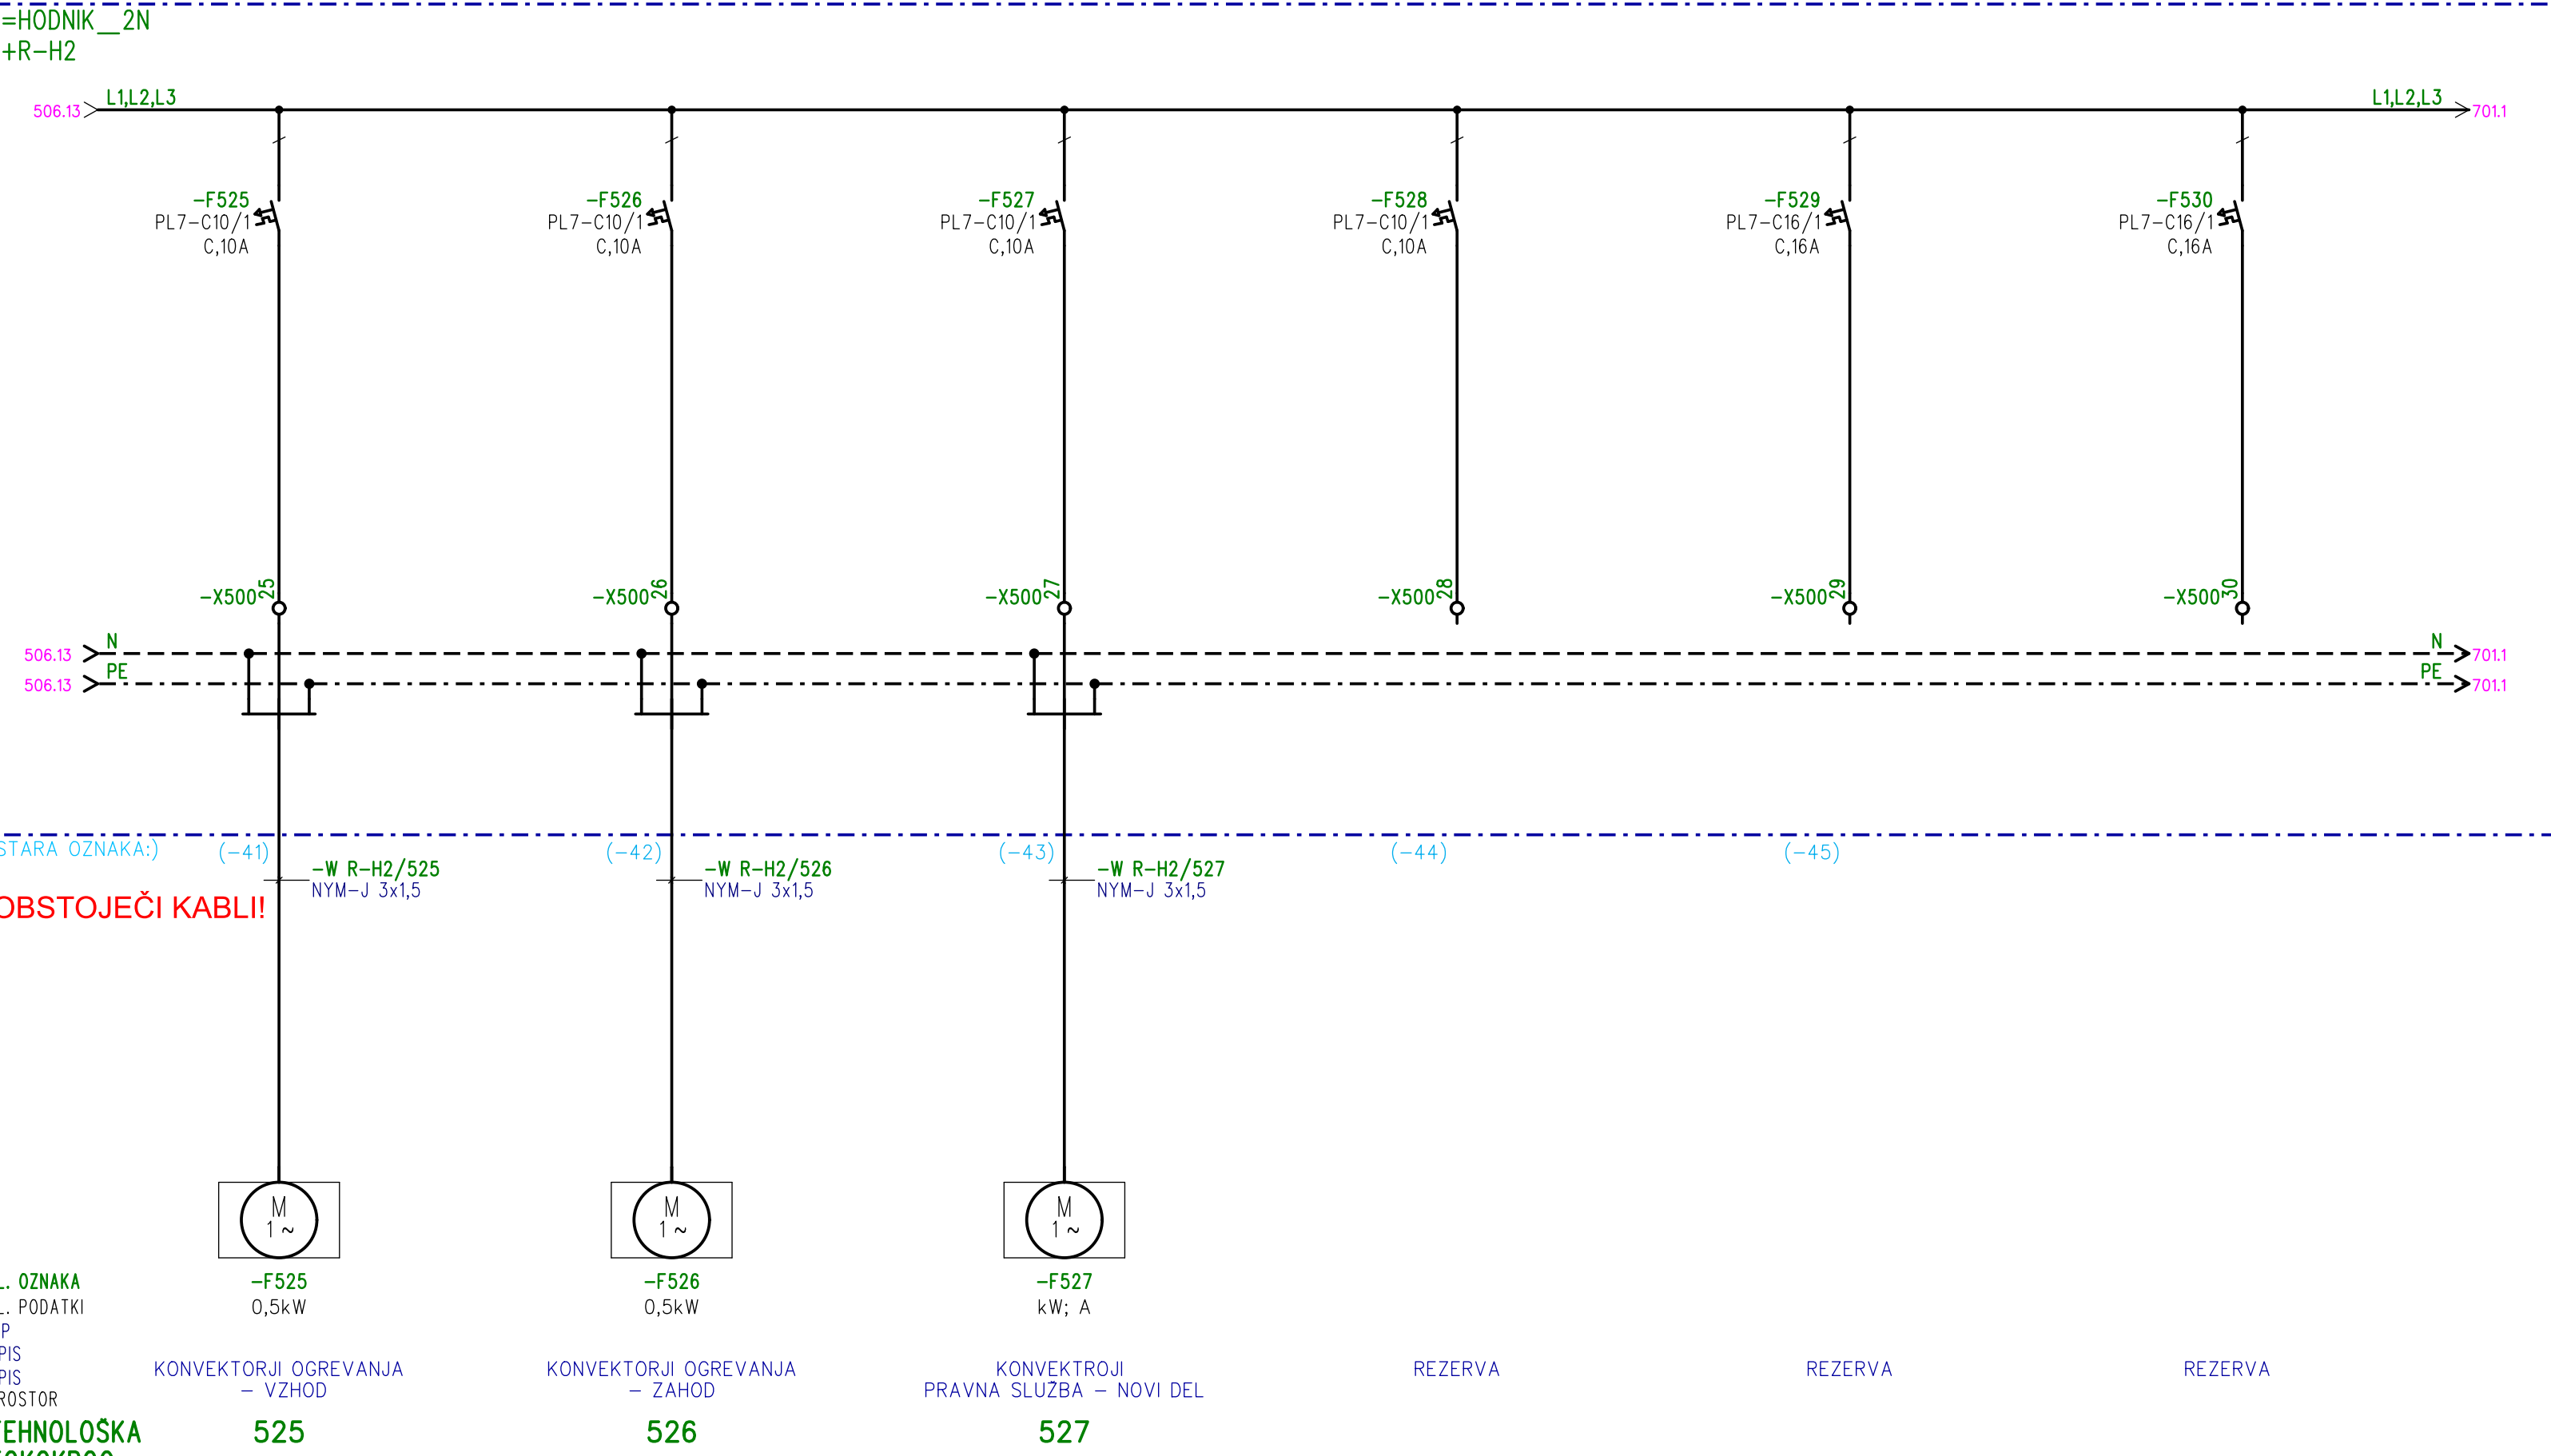 =HODNIK__2N
+R-H2
506.13
L1,L2,L3
L1,L2,L3
701.1
-F525
PL7-C10/1
C,10A
-F526
PL7-C10/1
C,10A
-F527
PL7-C10/1
C,10A
-F528
PL7-C10/1
C,10A
-F529
PL7-C16/1
C,16A
-F530
PL7-C16/1
C,16A
-X500 25
-X500 26
-X500 27
-X500 28
-X500 29
-X500 30
506.13 N
N 701.1
506.13 PE
PE 701.1
STARA OZNAKA:)
(-41)
(-42)
(-43)
(-44)
(-45)
-W R-H2/525
NYM-J 3x1,5
-W R-H2/526
NYM-J 3x1,5
-W R-H2/527
NYM-J 3x1,5
OBSTOJEČI KABLI!
M
1~
M
1~
M
1~
L. OZNAKA
-F525
-F526
-F527
L. PODATKI
0,5kW
0,5kW
kW; A
P
PIS
PIS
ROSTOR
KONVEKTORJI OGREVANJA
- VZHOD
KONVEKTORJI OGREVANJA
- ZAHOD
KONVEKTROJI
PRAVNA SLUŽBA - NOVI DEL
REZERVA
REZERVA
REZERVA
TEHNOLOŠKA
525
526
527